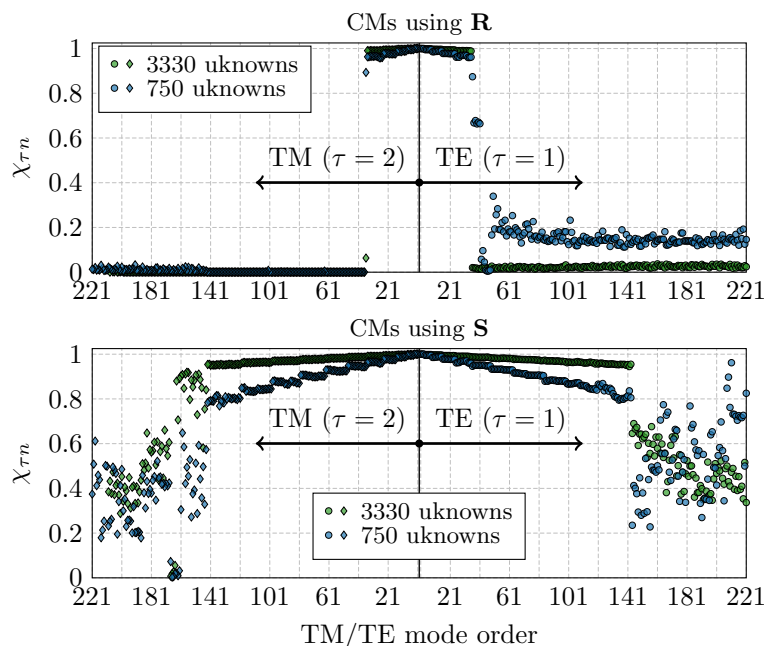 CMs using R
1
0.8
0.6
0.4
0.2
0
χτn
3330 uknowns
750 uknowns
TM (τ = 2) TE (τ = 1)
221 181 141 101 61 21 21 61 101 141 181 221
CMs using S
1
0.8
0.6
0.4
0.2
0
χτn
TM (τ = 2) TE (τ = 1)
3330 uknowns
750 uknowns
221 181 141 101 61 21 21 61 101 141 181 221
TM/TE mode order